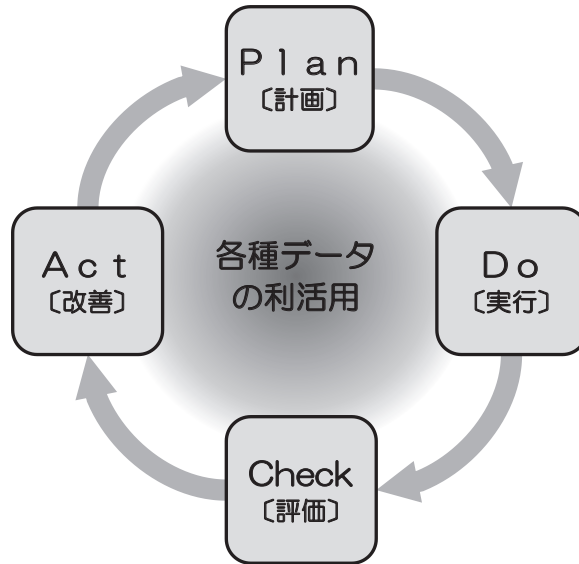 Plan
〔計画〕
Act
〔改善〕
各種データ
の利活用
Do
〔実行〕
Check
〔評価〕